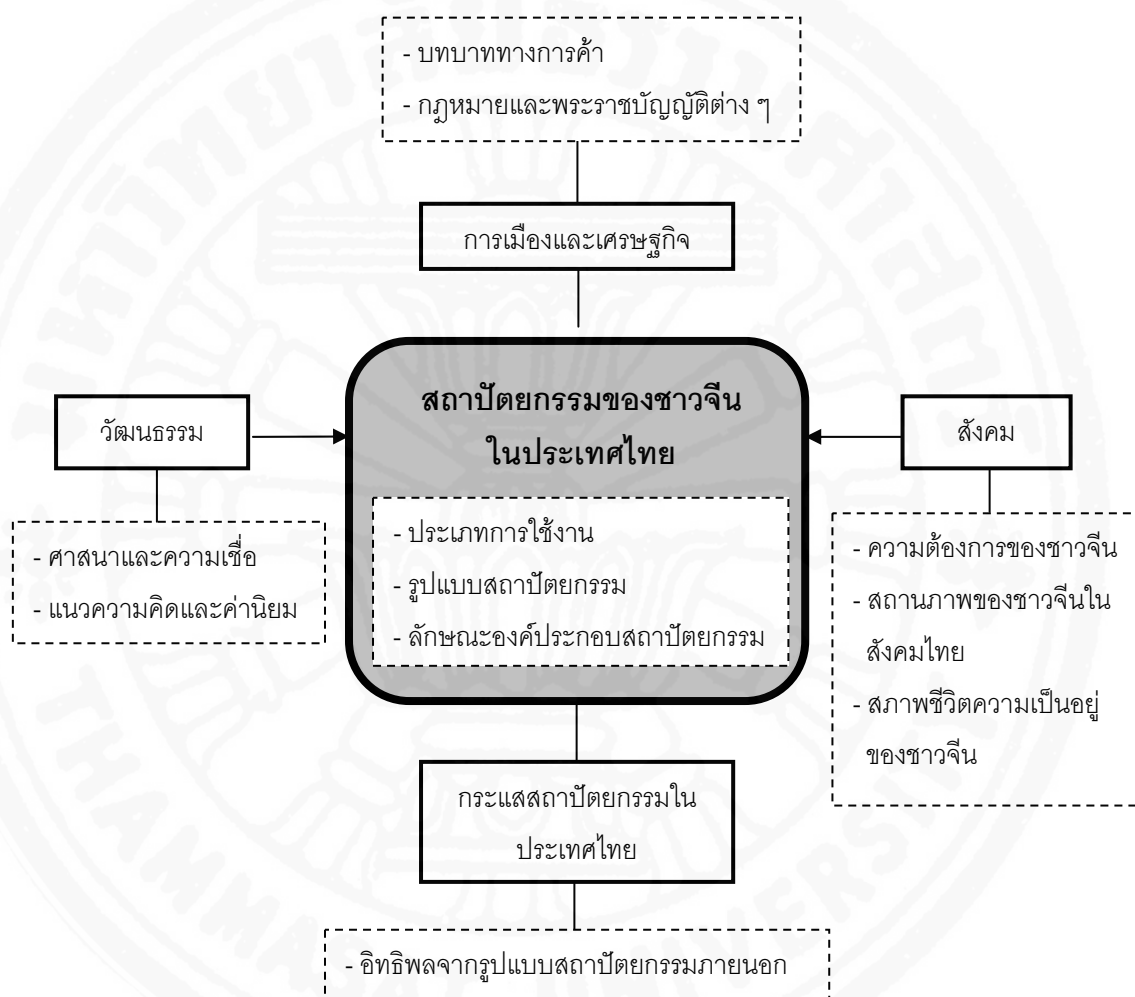 - บทบาททางการค้า
- กฎหมายและพระราชบัญญัติต่าง ๆ
การเมืองและเศรษฐกิจ
สถาปัตยกรรมของชาวจีน
ในประเทศไทย
- ประเภทการใช้งาน
- รูปแบบสถาปัตยกรรม
- ลักษณะองค์ประกอบสถาปัตยกรรม
วัฒนธรรม
- ศาสนาและความเชื่อ
- แนวความคิดและค่านิยม
สังคม
- ความต้องการของชาวจีน
- สถานภาพของชาวจีนใน
สังคมไทย
- สภาพชีวิตความเป็นอยู่
ของชาวจีน
กระแสสถาปัตยกรรมใน
ประเทศไทย
- อิทธิพลจากรูปแบบสถาปัตยกรรมภายนอก